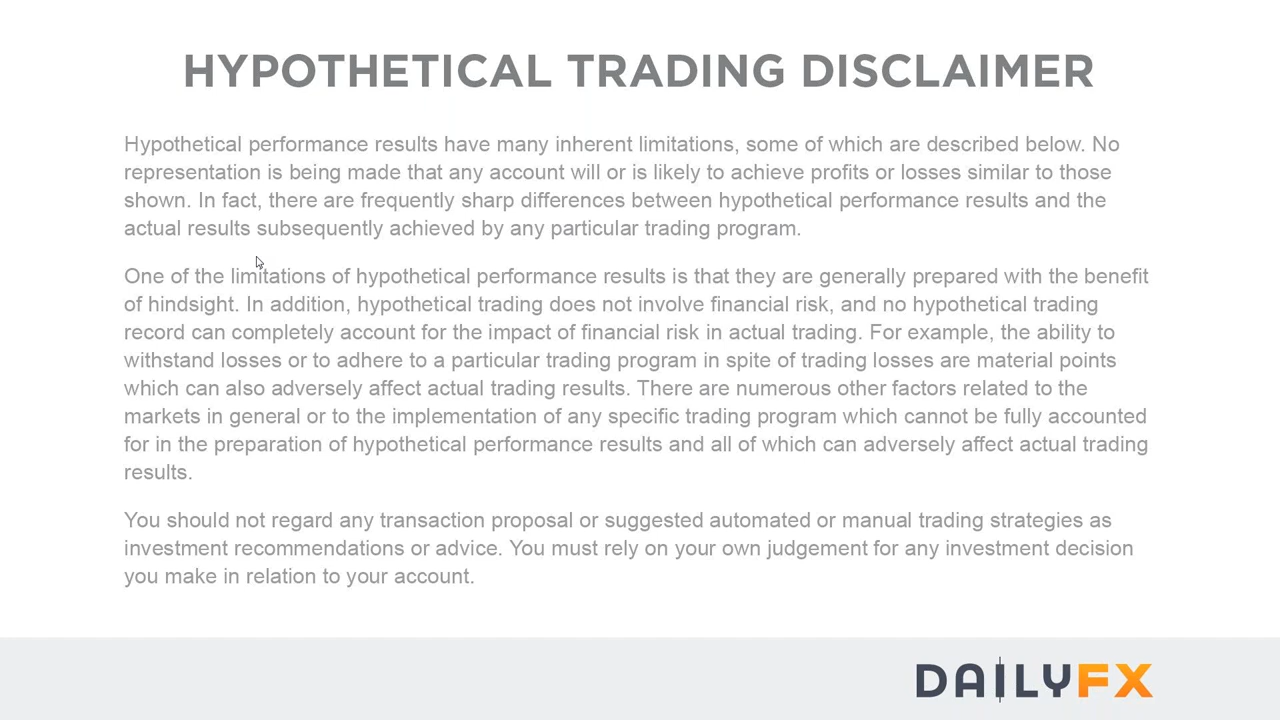 HYPOTHETICAL TRADING DISCLAIMER
Hypothetical performance results have many inherent limitations, some of which are described below. No
representation is being made that any account will or is likely to achieve profits or losses similar to those
shown. In fact, there are frequently sharp differences between hypothetical performance results and the
actual results subsequently achieved by any particular trading program.
One of the limitations of hypothetical performance results is that they are generally prepared with the benefit
of hindsight. In addition, hypothetical trading does not involve financial risk, and no hypothetical trading
record can completely account for the impact of financial risk in actual trading. For example, the ability to
withstand losses or to adhere to a particular trading program in spite of trading losses are material points
which can also adversely affect actual trading results. There are numerous other factors related to the
markets in general or to the implementation of any specific trading program which cannot be fully accounted
for in the preparation of hypothetical performance results and all of which can adversely affect actual trading
results.
You should not regard any transaction proposal or suggested automated or manual trading strategies as
investment recommendations or advice. You must rely on your own judgement for any investment decision
you make in relation to your account.
DAILYFX